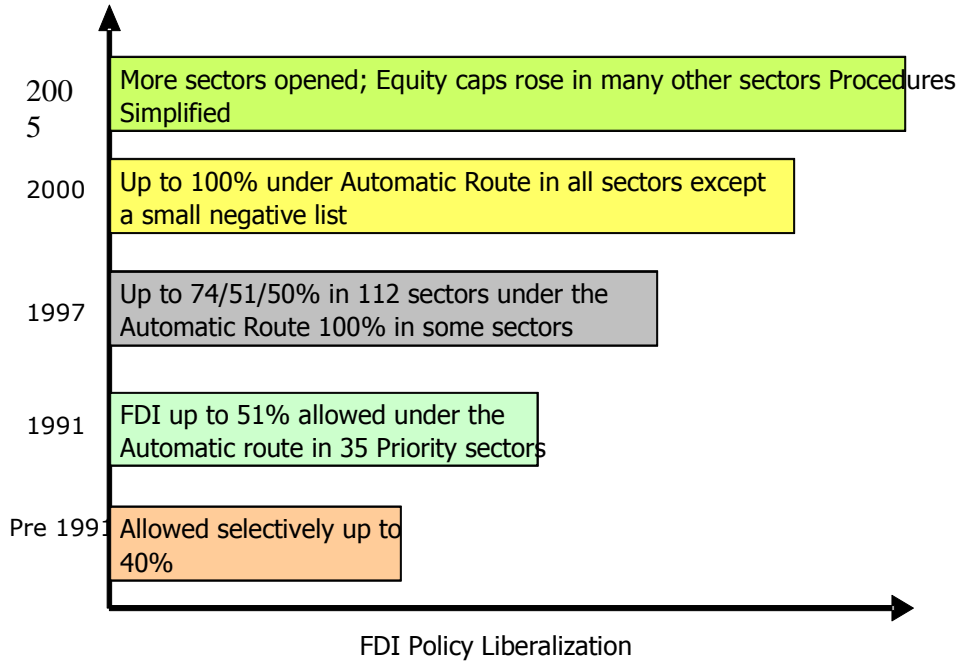 200
5
More sectors opened; Equity caps rose in many other sectors Procedures
Simplified
2000
Up to 100% under Automatic Route in all sectors except
a small negative list
1997
Up to 74/51/50% in 112 sectors under the
Automatic Route 100% in some sectors
1991
FDI up to 51% allowed under the
Automatic route in 35 Priority sectors
Pre 1991
Allowed selectively up to
40%
FDI Policy Liberalization